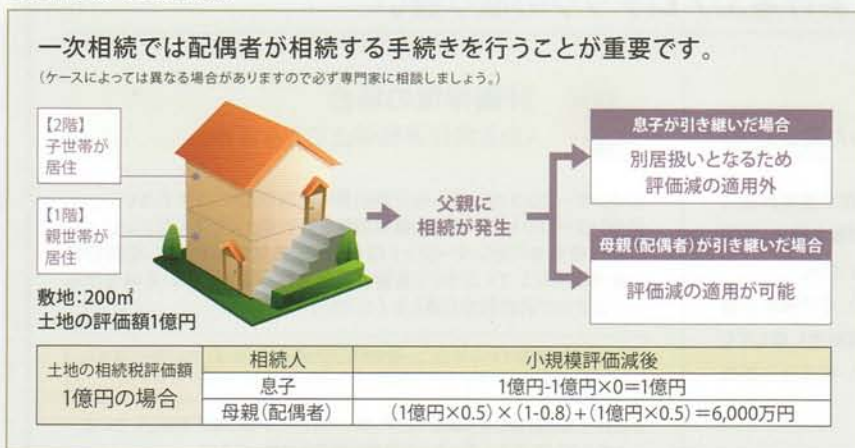 一次相続では配偶者が相続する手続きを行うことが重要です。
(ケースによっては異なる場合がありますので必ず専門家に相談しましょう。)
【2階】
子世帯が
居住
【1階】
親世帯が
居住
敷地:200㎡
土地の評価額1億円
父親に
相続が発生
息子が引き継いだ場合
別居扱いとなるため
評価減の適用外
母親(配偶者)が引き継いだ場合
評価減の適用が可能
土地の相続税評価額
1億円の場合
相続人
小規模評価減後
息子
1億円-1億円×0=1億円
母親(配偶者)
(1億円×0.5)×(1-0.8)+(1億円×0.5)=6,000万円